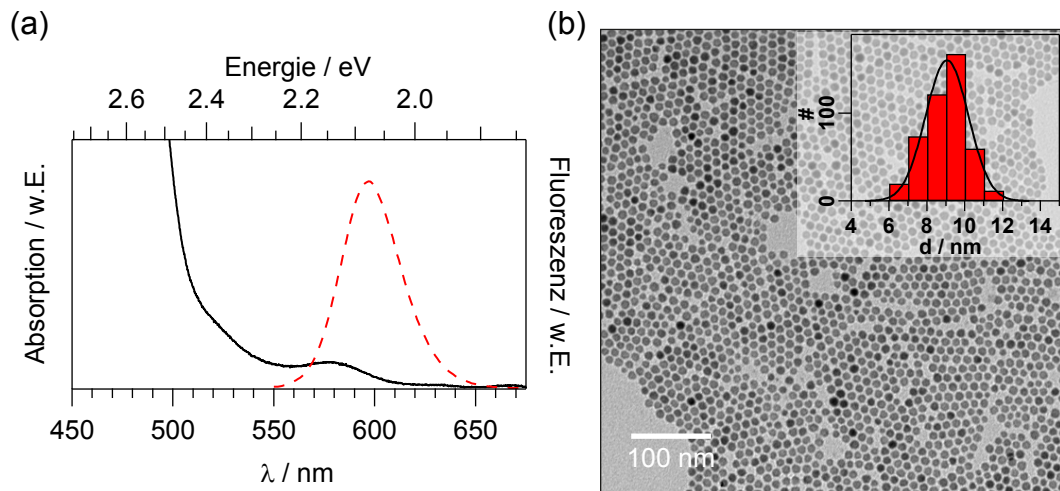 (a)
Energie / eV
2.6 2.4 2.2 2.0
Absorption / w.E.
Fluoreszenz / w.E.
450 500 550 600 650
λ / nm
(b)
#
100
0
4 6 8 10 12 14
d / nm
100 nm